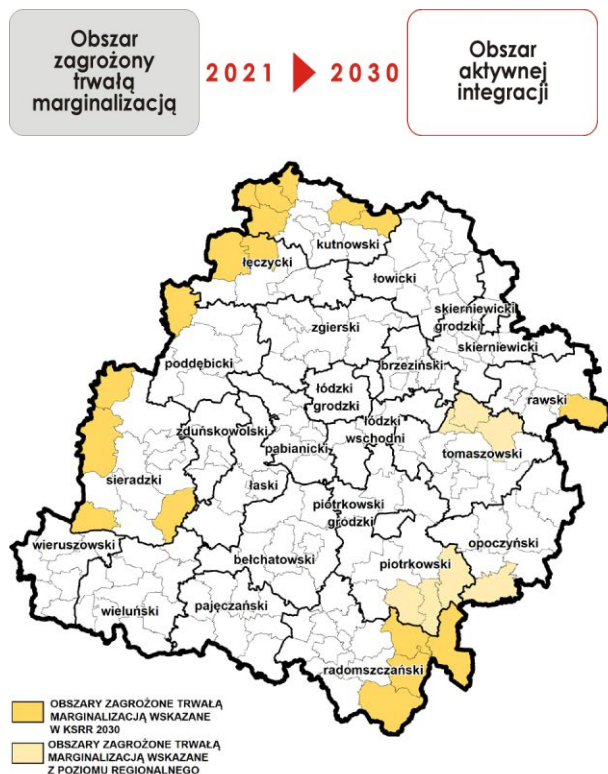 Obszar
zagrożony
trwałą
marginalizacją
2021 2030
Obszar
aktywnej
integracji
kutnowski
łęczycki
łowicki
skierniewicki
grodzki
zgierski
skierniewicki
brzeziński
poddębicki
rawski
łódzki
grodzki
łódzki
wschodni
zduńskowolski
pabianicki
tomaszowski
sieradzki
łaski
piotrkowski
grodzki
opoczyński
wieruszowski
bełchatowski
piotrkowski
wieluński
pajęczański
radomszczański
OBSZARY ZAGROŻONE TRWAŁĄ
MARGINALIZACJĄ WSKAZANE
W KSRR 2030
OBSZARY ZAGROŻONE TRWAŁĄ
MARGINALIZACJĄ WSKAZANE
Z POZIOMU REGIONALNEGO